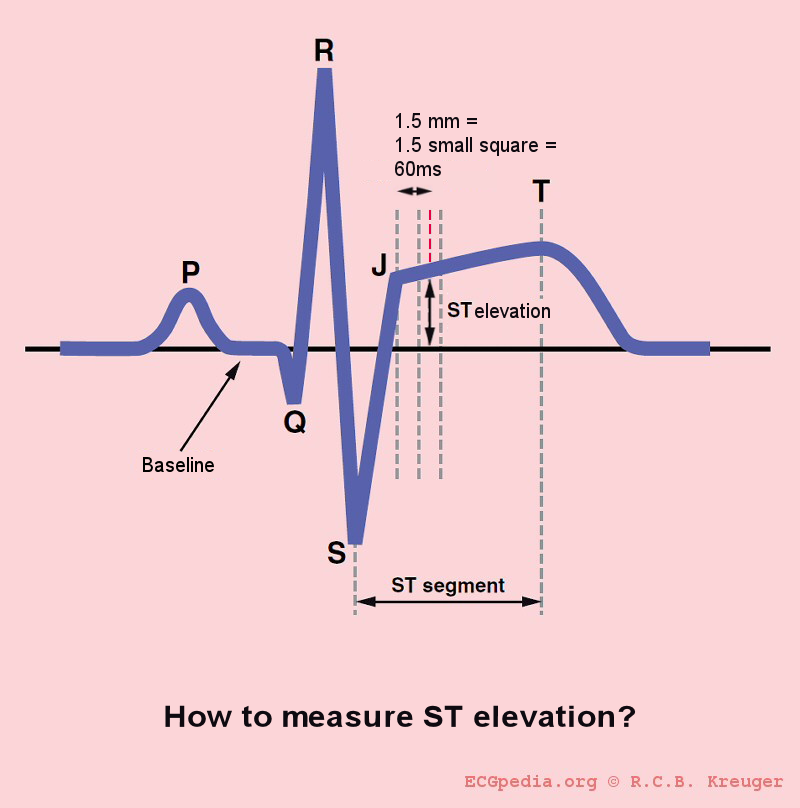 R
1.5 mm =
1.5 small square =
60ms
T
P
J
ST elevation
Q
Baseline
S
ST segment
How to measure ST elevation?
ECGpedia.org © R.C.B. Kreuger